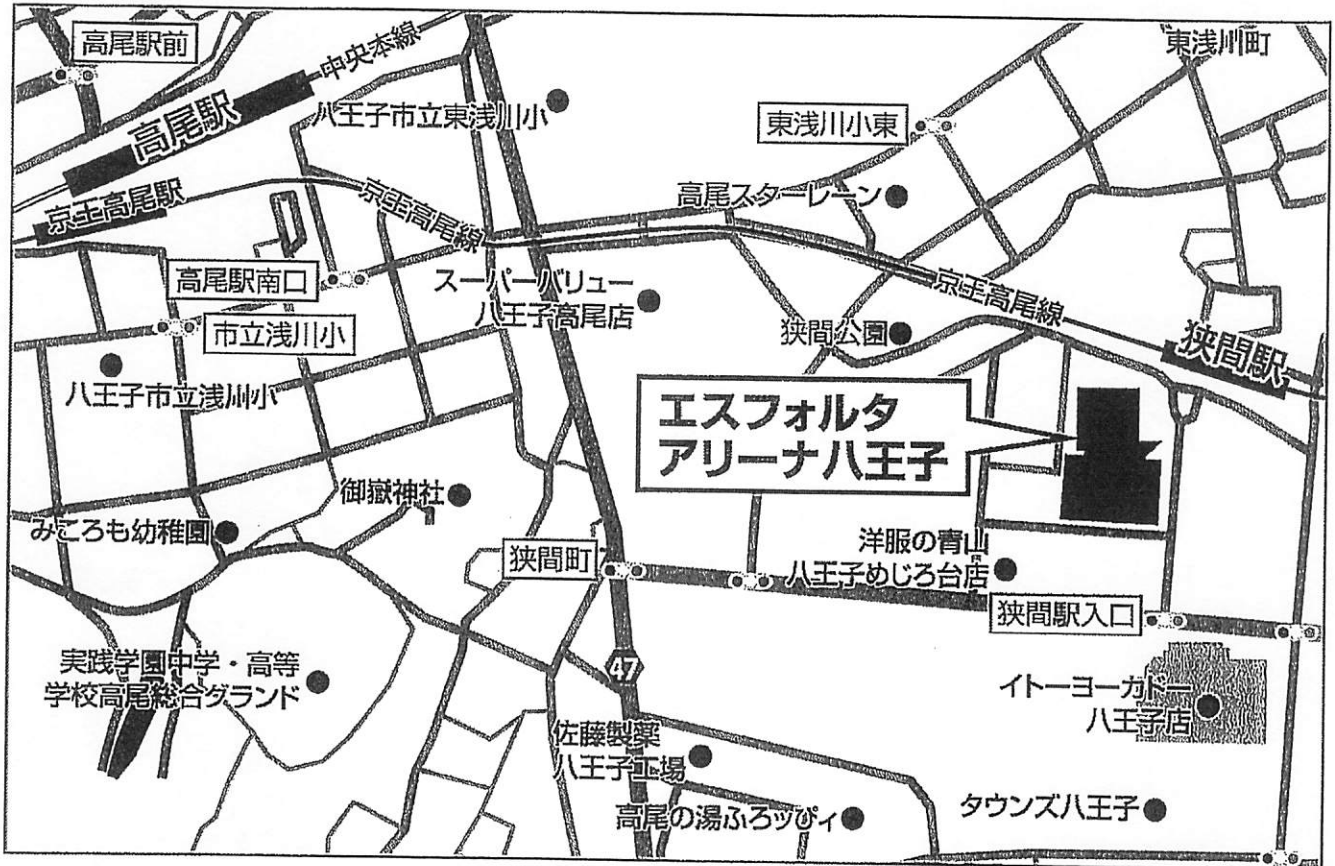 高尾駅前
中央本線
東浅川町
高尾駅
八王子市立東浅川小
東浅川小東
京王高尾駅
京王高尾線
高尾スターレーン
高尾駅南口
スーパーバリュー
八王子高尾店
京王高尾線
市立浅川小
狭間公園
狭間駅
八王子市立浅川小
エスフォルタ
アリーナ八王子
御嶽神社
みころも幼稚園
狭間町
洋服の青山
八王子めじろ台店
狭間駅入口
実践学園中学・高等
学校高尾総合グランド
47
イトーヨーカドー
八王子店
佐藤製薬
八王子工場
高尾の湯ふろッぴィ
タウンズ八王子